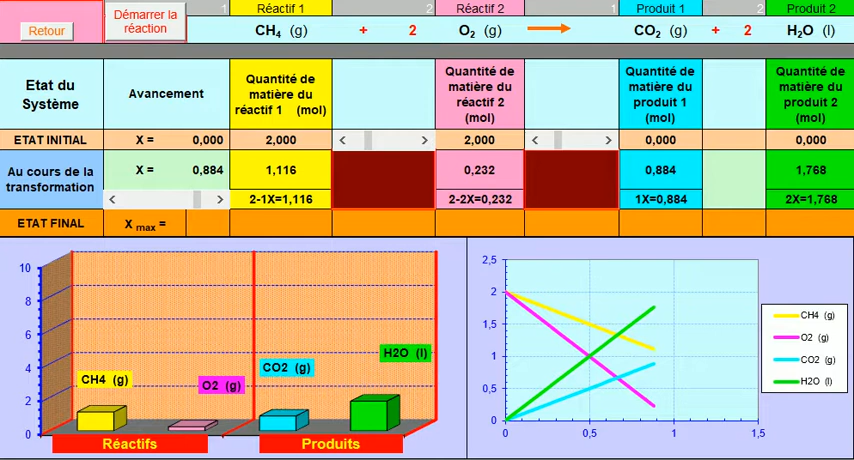 1 Réactif 1 2 Réactif 2 1 Produit 1 2 Produit 2
Démarrer la
réaction
Retour
CH4 (g) + 2 O2 (g) CO2 (g) + 2 H2O (l)
Etat du
Système
Avancement
Quantité de
matière du
réactif 1 (mol)
Quantité de
matière du
réactif 2
(mol)
Quantité de
matière du
produit 1
(mol)
Quantité de
matière du
produit 2
(mol)
ETAT INITIAL X = 0,000 2,000 2,000 0,000 0,000
Au cours de la
transformation
X = 0,884 1,116 0,232 0,884 1,768
2-1X=1,116 2-2X=0,232 1X=0,884 2X=1,768
ETAT FINAL X max =
10
8
6
4
2
0
CH4 (g)
O2 (g)
CO2 (g)
H2O (l)
Réactifs
Produits
2,5
2
1,5
1
0,5
0
0 0,5 1 1,5
CH4 (g)
O2 (g)
CO2 (g)
H2O (l)